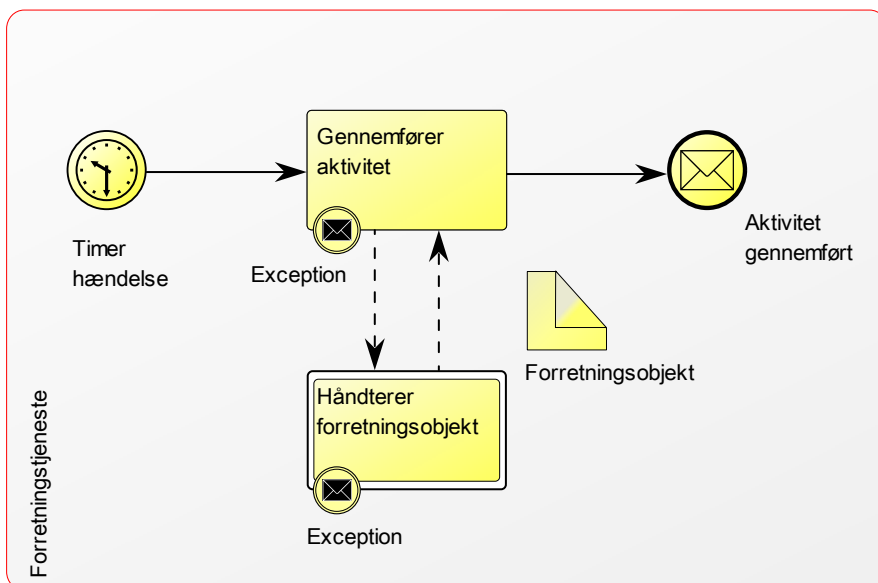 Gennemfører
aktivitet
Timer
hændelse
Exception
Aktivitet
gennemført
Forretningsobjekt
Håndterer
forretningsobjekt
Exception
Forretningstjeneste